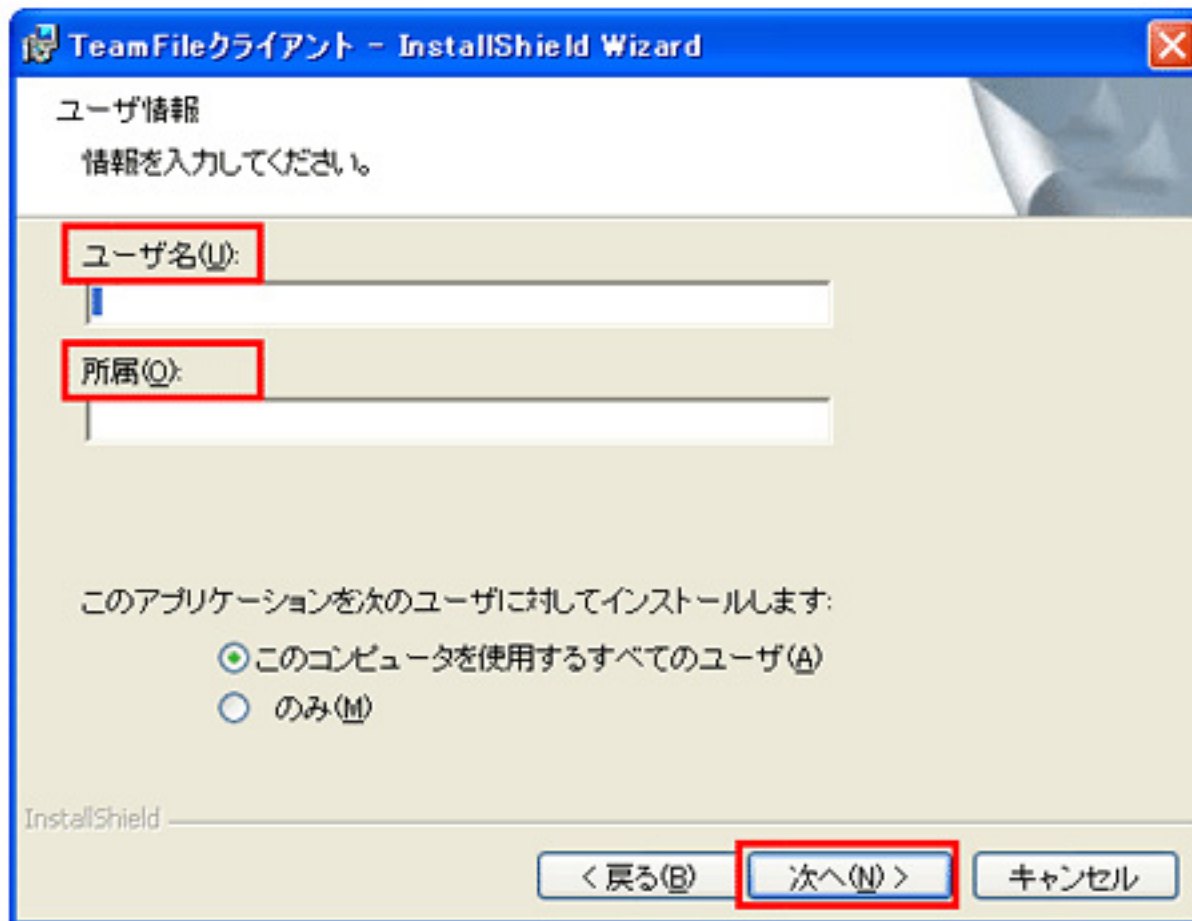 TeamFileクライアント - InstallShield Wizard
ユーザ情報
情報を入力してください。
ユーザ名(U):
所属(O):
このアプリケーションを次のユーザに対してインストールします:
このコンピュータを使用するすべてのユーザ(A)
のみ(M)
InstallShield
< 戻る(B) 次へ(N) > キャンセル